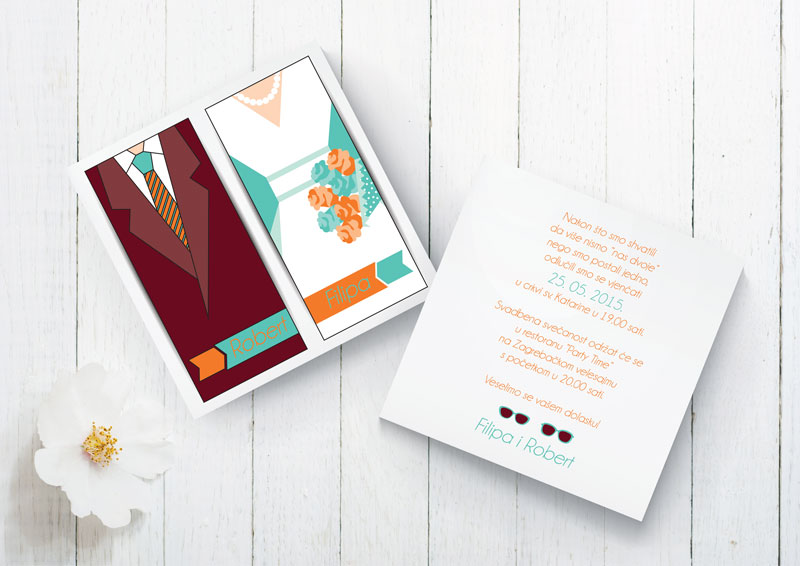 Robert
Filipa
Nakon što smo shvatili
da više nismo "nas dvoje"
nego smo postali jedno,
odlučili smo se vjenčati
25. 05. 2015.
u crkvi sv. Katarine u 19.00 sati.
Svadbena svečanost održat će se
u restoranu "Party Time"
na Zagrebačkom velesajmu
s početkom u 20.00 sati.
Veselimo se vašem dolasku!
Filipa i Robert